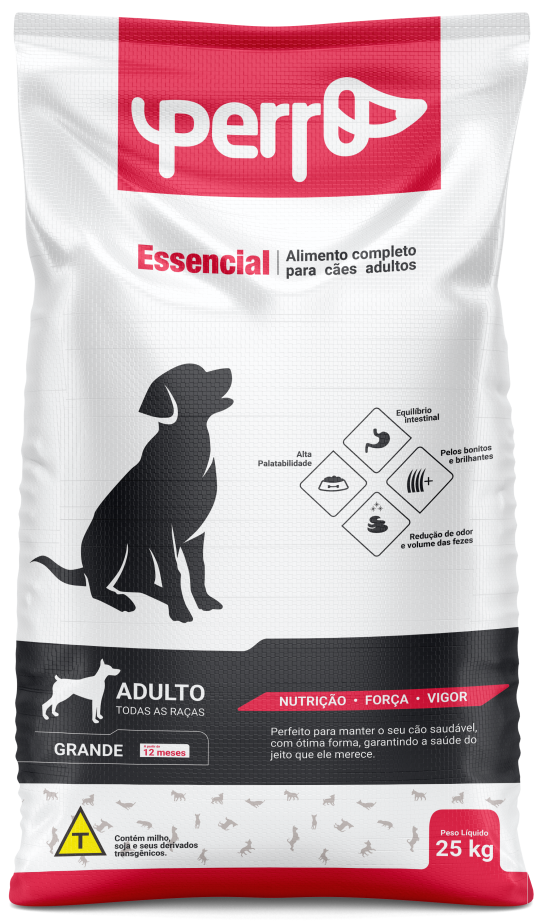 perro
Essencial
Alimento completo
para cães adultos
Equilíbrio
intestinal
Alta
Palatabilidade
Pelos bonitos
e brilhantes
Redução de odor
e volume das fezes
ADULTO
TODAS AS RAÇAS
NUTRIÇÃO • FORÇA • VIGOR
GRANDE
A partir de
12 meses
Perfeito para manter o seu cão saudável,
com ótima forma, garantindo a saúde do
jeito que ele merece.
T
Contém milho,
soja e seus derivados
transgênicos.
Peso Líquido
25 kg